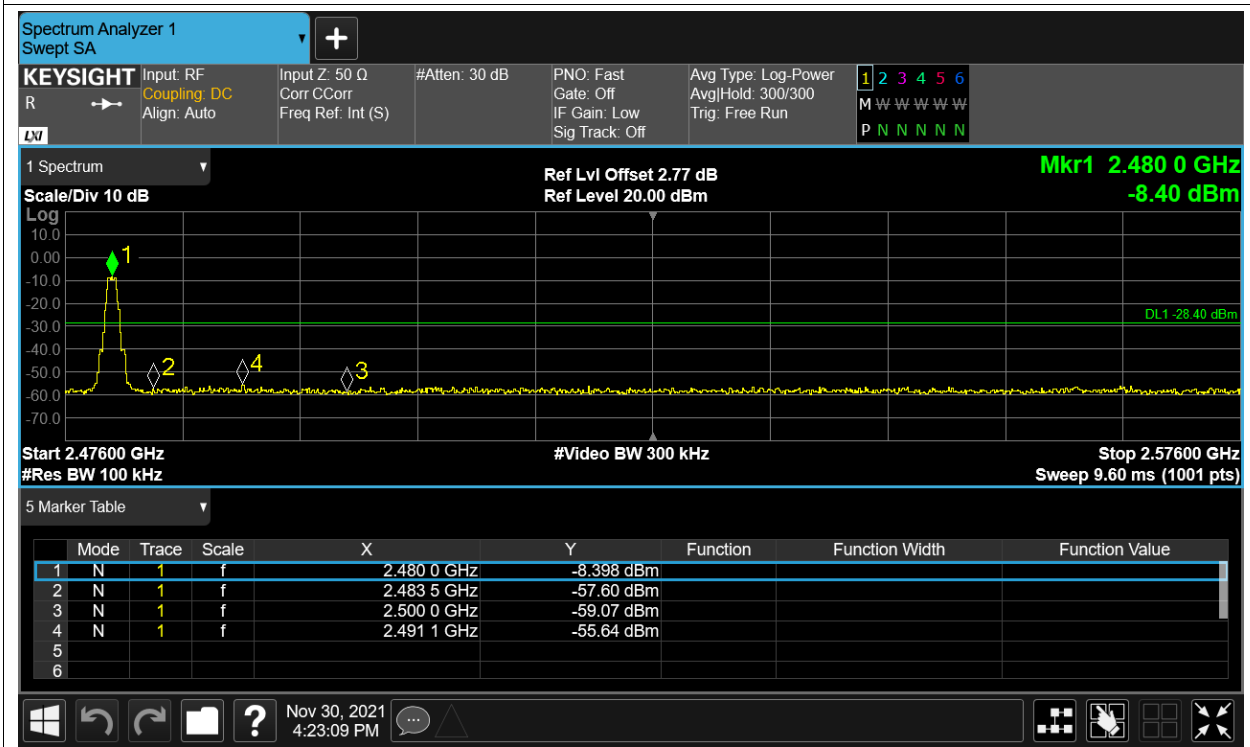 Spectrum Analyzer 1
Swept SA
+
KEYSIGHT Input: RF Input Z: 50 Ω #Atten: 30 dB PNO: Fast Avg Type: Log-Power 1 2 3 4 5 6
R Coupling: DC Corr CCorr Gate: Off Avg|Hold: 300/300 M W W W W W
Align: Auto Freq Ref: Int (S) IF Gain: Low Trig: Free Run
LXI Sig Track: Off P N N N N N
1 Spectrum Ref Lvl Offset 2.77 dB Mkr1 2.480 0 GHz
Scale/Div 10 dB Ref Level 20.00 dBm -8.40 dBm
Log
10.0
0.00 1
-10.0
-20.0
DL1 -28.40 dBm
-30.0
-40.0
-50.0 2 4 3
-60.0
-70.0
Start 2.47600 GHz #Video BW 300 kHz Stop 2.57600 GHz
#Res BW 100 kHz Sweep 9.60 ms (1001 pts)
5 Marker Table
Mode Trace Scale X Y Function Function Width Function Value
1 N 1 f 2.480 0 GHz -8.398 dBm
2 N 1 f 2.483 5 GHz -57.60 dBm
3 N 1 f 2.500 0 GHz -59.07 dBm
4 N 1 f 2.491 1 GHz -55.64 dBm
5
6
? Nov 30, 2021
4:23:09 PM